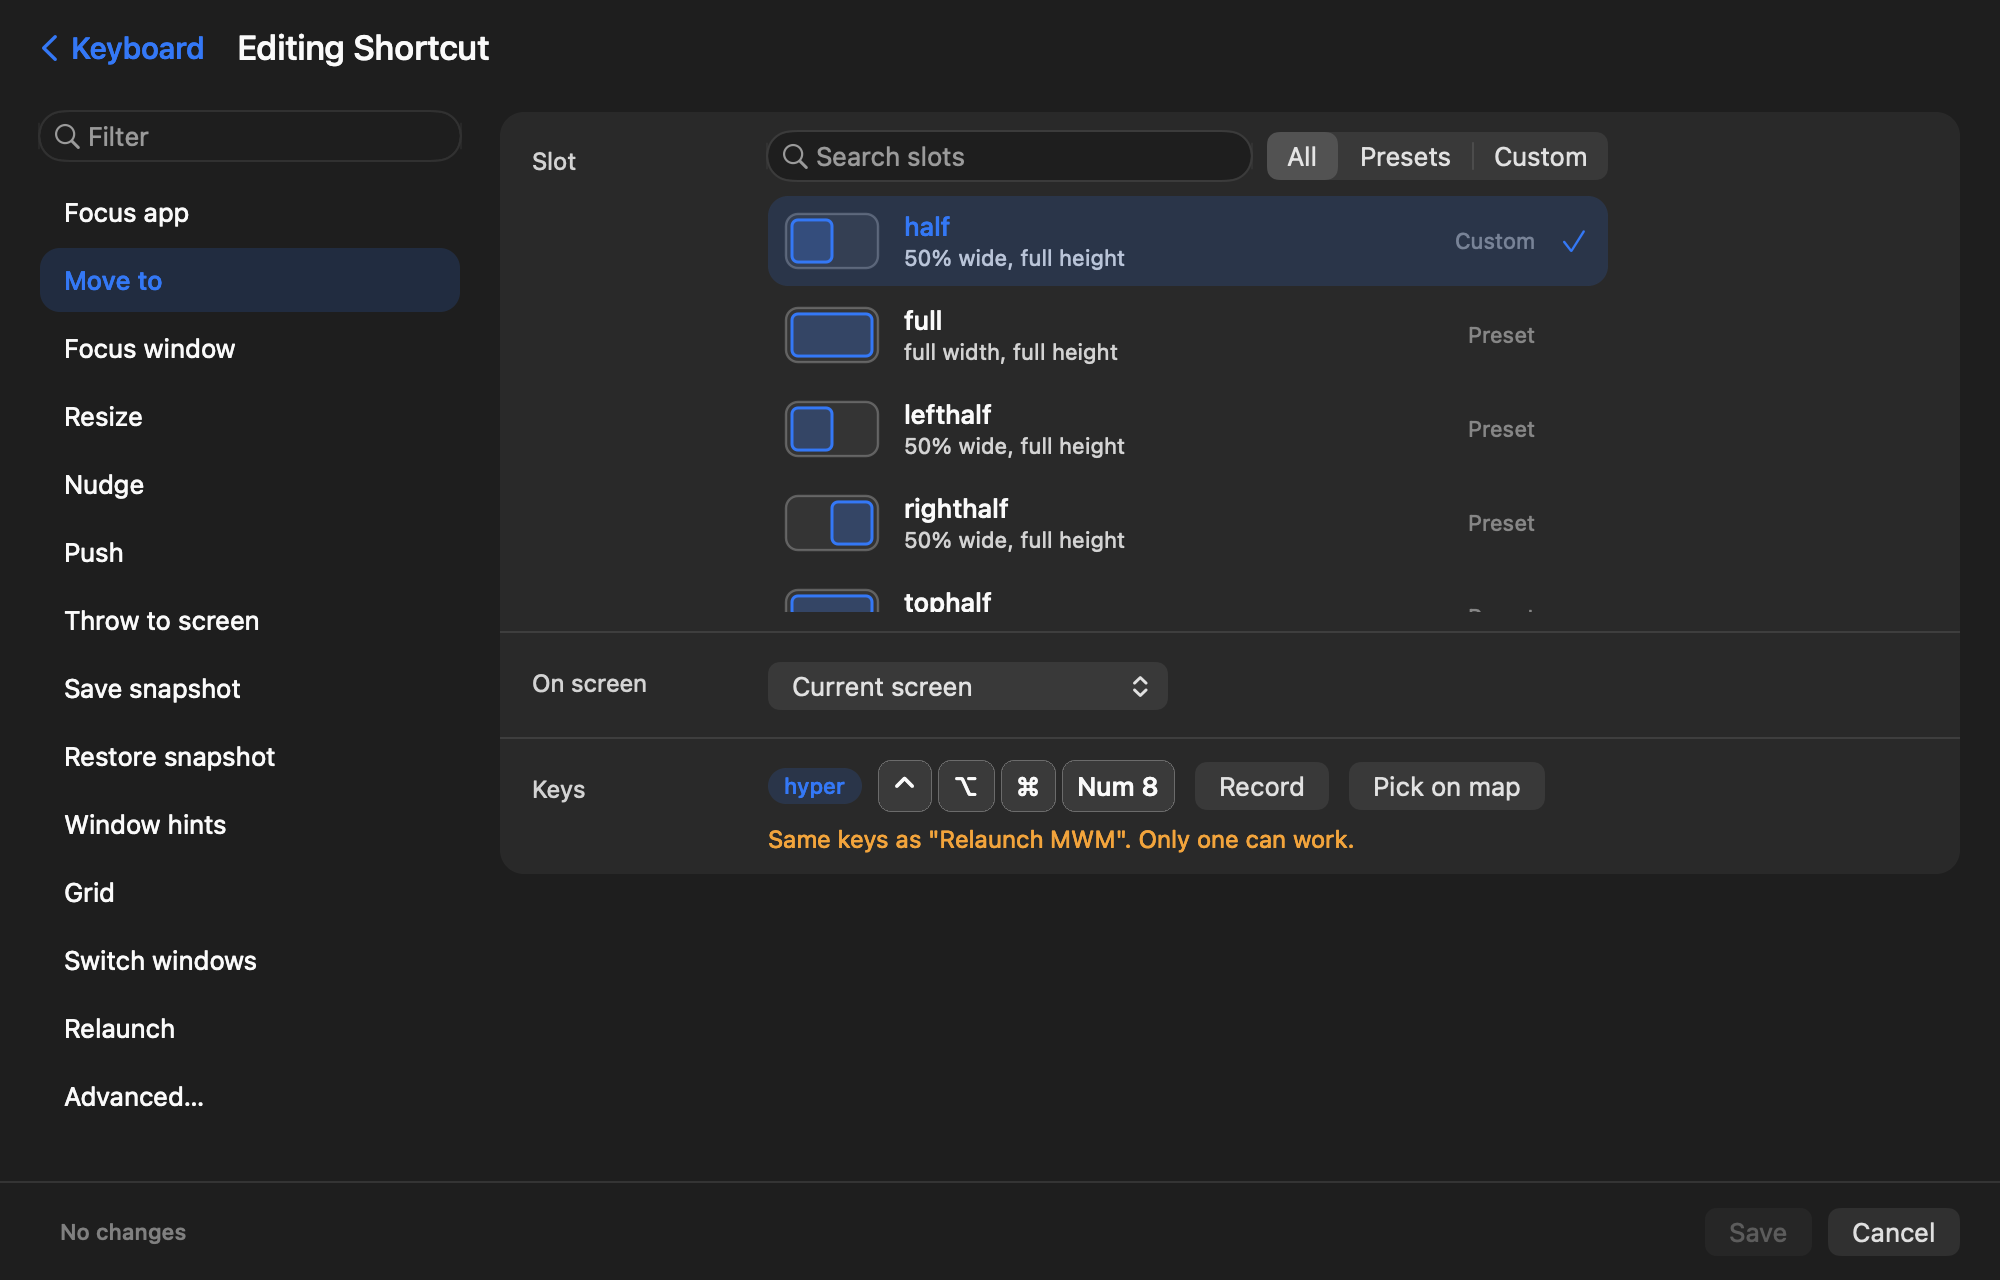 Keyboard Editing Shortcut
Filter
Focus app
Move to
Focus window
Resize
Nudge
Push
Throw to screen
Save snapshot
Restore snapshot
Window hints
Grid
Switch windows
Relaunch
Advanced...
Slot
Search slots
All Presets Custom
half
50% wide, full height
Custom
full
full width, full height
Preset
lefthalf
50% wide, full height
Preset
righthalf
50% wide, full height
Preset
tophalf
On screen
Current screen
Keys
hyper ⌃ ⌥ ⌘ Num 8 Record Pick on map
Same keys as "Relaunch MWM". Only one can work.
No changes
Save Cancel